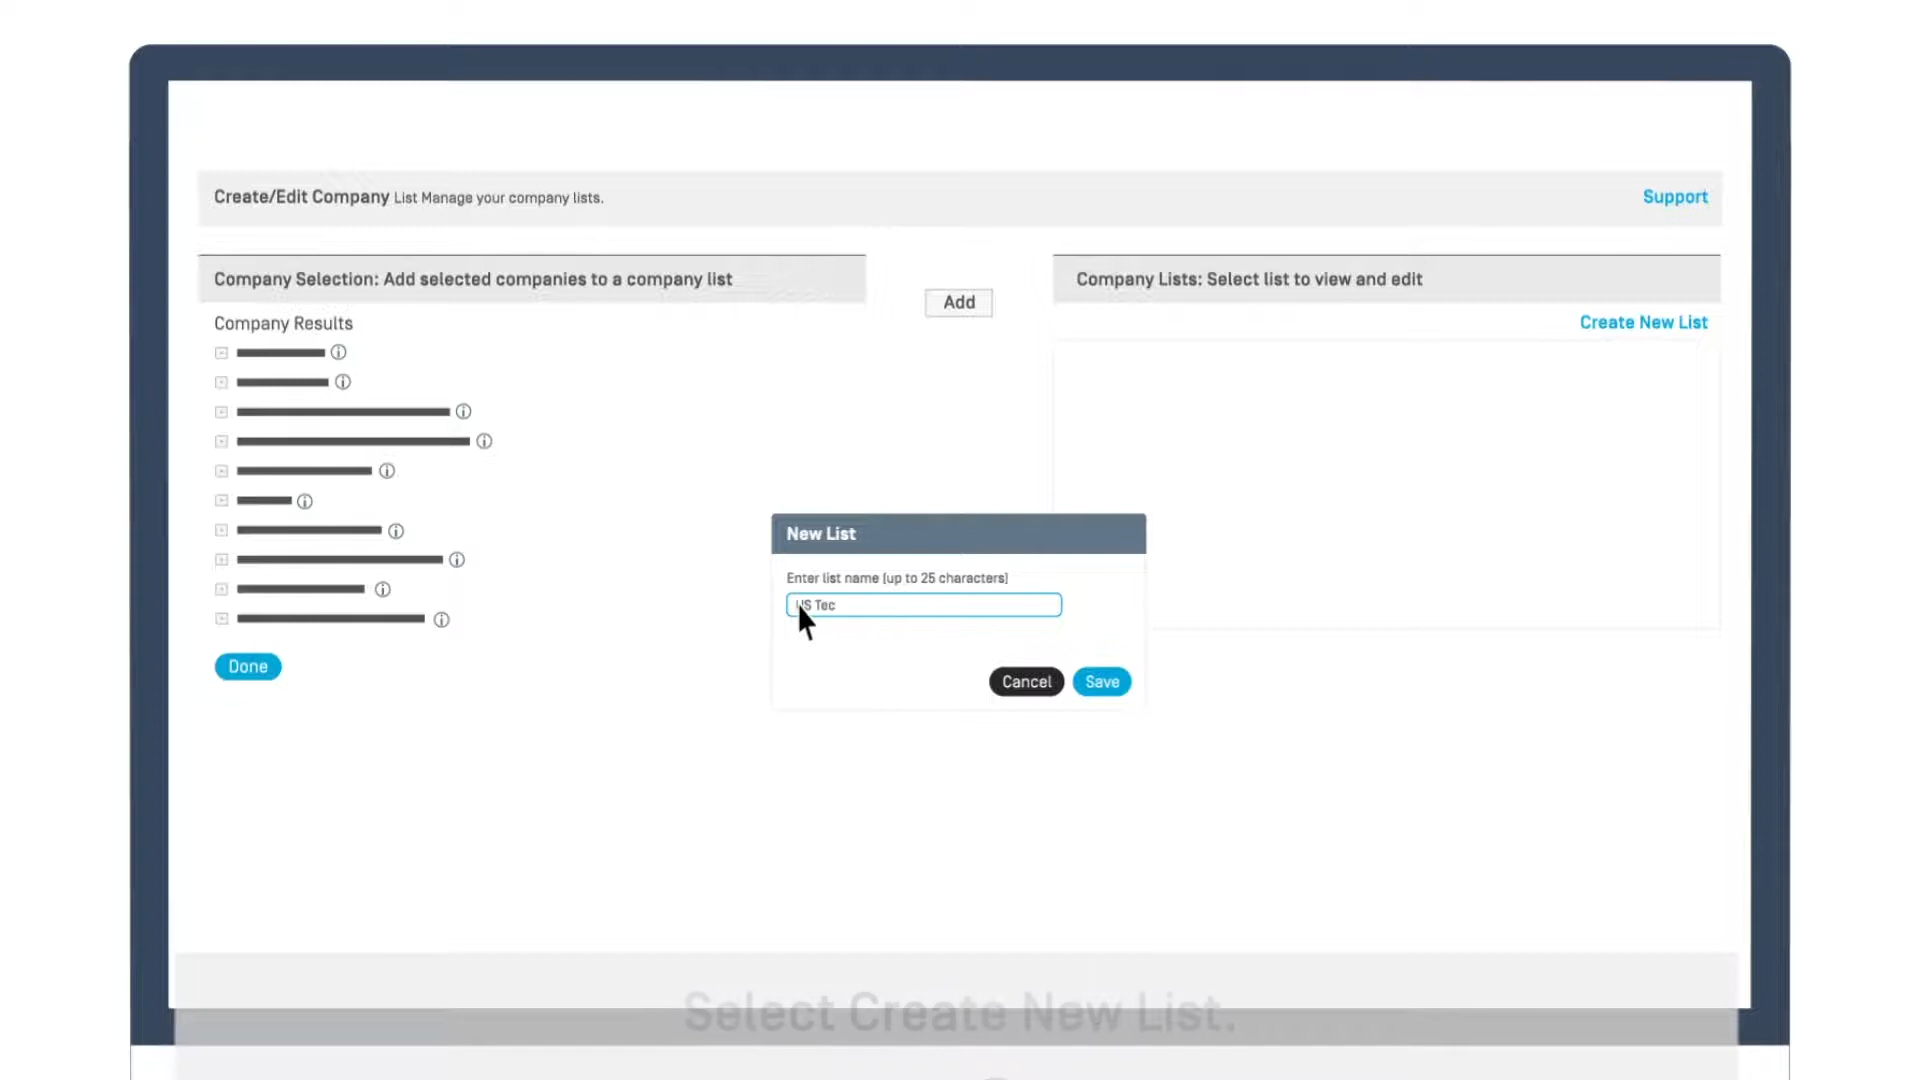 Create/Edit Company List Manage your company lists.
Support
Company Selection: Add selected companies to a company list
Add
Company Lists: Select list to view and edit
Company Results
Create New List
New List
Enter list name (up to 25 characters)
US Tec
Cancel
Save
Done
Select Create New List.